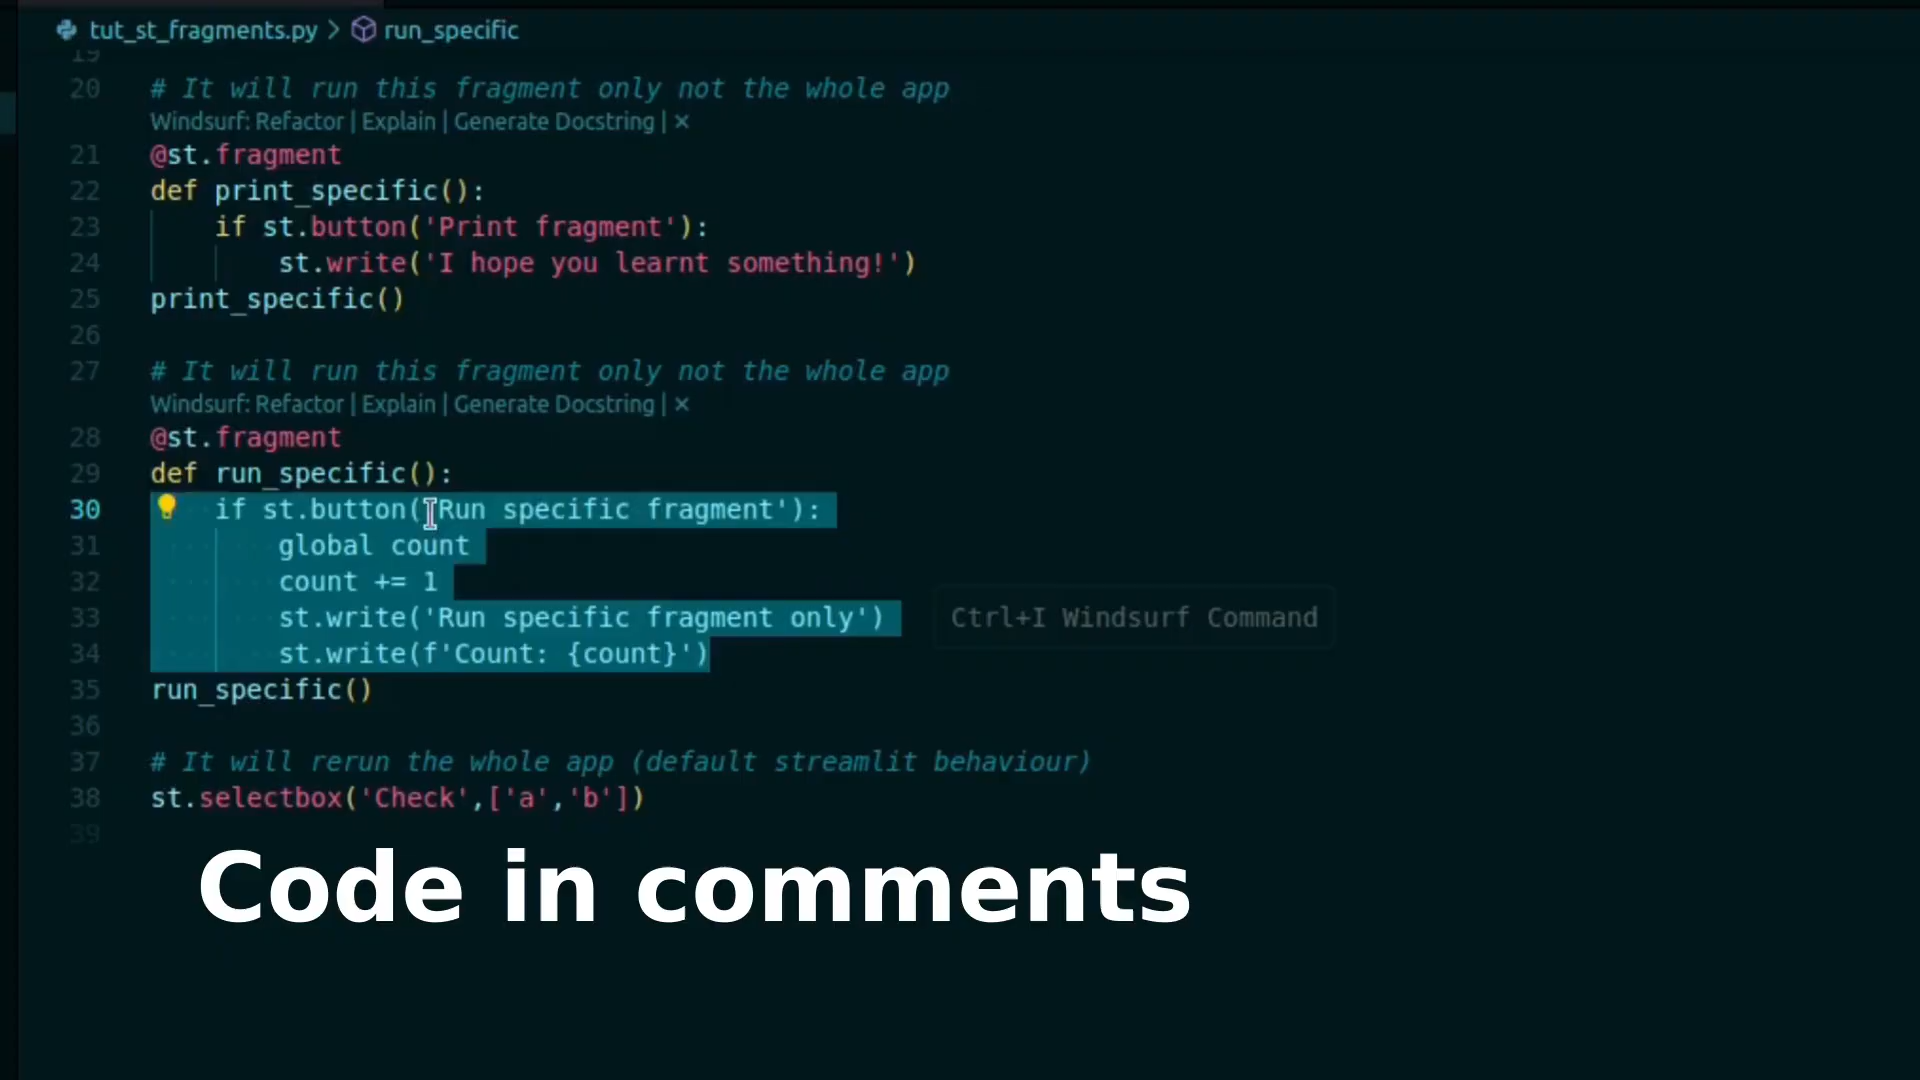 tut_st_fragments.py > run_specific
19
20 # It will run this fragment only not the whole app
Windsurf: Refactor | Explain | Generate Docstring | ×
21 @st.fragment
22 def print_specific():
23     if st.button('Print fragment'):
24         st.write('I hope you learnt something!')
25 print_specific()
26
27 # It will run this fragment only not the whole app
Windsurf: Refactor | Explain | Generate Docstring | ×
28 @st.fragment
29 def run_specific():
30     if st.button('Run specific fragment'):
31         global count
32         count += 1
33         st.write('Run specific fragment only') Ctrl+I Windsurf Command
34         st.write(f'Count: {count}')
35 run_specific()
36
37 # It will rerun the whole app (default streamlit behaviour)
38 st.selectbox('Check',['a','b'])
39
Code in comments